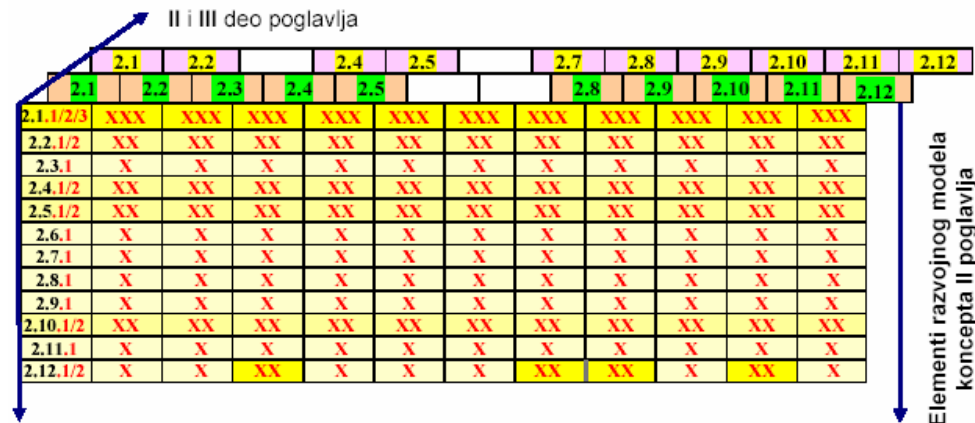 II i III deo poglavlja
2.1 2.2 2.4 2.5 2.7 2.8 2.9 2.10 2.11 2.12
2.1 2.2 2.3 2.4 2.5 2.8 2.9 2.10 2.11 2.12
2.1.1/2/3 XXX XXX XXX XXX XXX XXX XXX XXX XXX XXX
2.2.1/2 XX XX XX XX XX XX XX XX XX XX
2.3.1 X X X X X X X X X X
2.4.1/2 XX XX XX XX XX XX XX XX XX XX
2.5.1/2 XX XX XX XX XX XX XX XX XX XX
2.6.1 X X X X X X X X X X
2.7.1 X X X X X X X X X X
2.8.1 X X X X X X X X X X
2.9.1 X X X X X X X X X X
2.10.1/2 XX XX XX XX XX XX XX XX XX XX
2.11.1 X X X X X X X X X X
2.12.1/2 X X XX X X X XX XX X XX X
Elementi razvojnog modela
koncepta II poglavlja